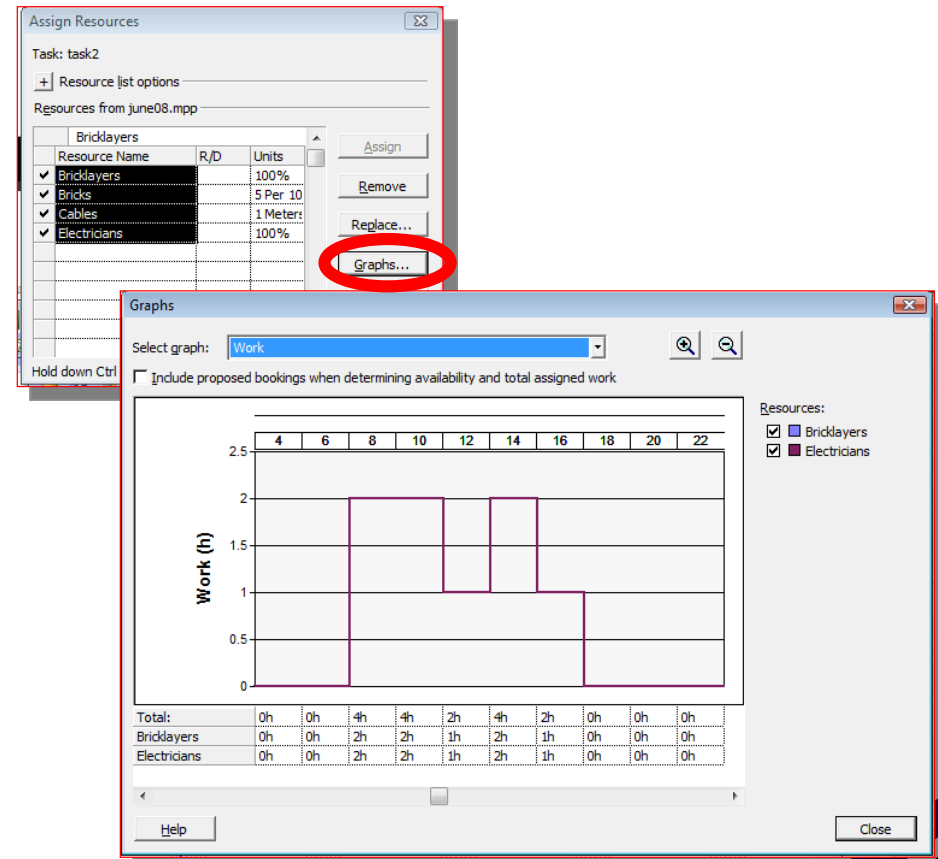 Assign Resources
Task: task2
+ Resource list options
Resources from june08.mpp
Bricklayers
Resource Name R/D Units
Bricklayers 100%
Bricks 5 Per 10
Cables 1 Meters
Electricians 100%
Assign
Remove
Replace...
Graphs...
Hold down Ctrl
Graphs
Select graph: Work
Include proposed bookings when determining availability and total assigned work
Resources:
Bricklayers
Electricians
4 6 8 10 12 14 16 18 20 22
2.5
2
1.5
1
0.5
0
Work (h)
Total: 0h 0h 4h 4h 2h 4h 2h 0h 0h 0h
Bricklayers 0h 0h 2h 2h 1h 2h 1h 0h 0h 0h
Electricians 0h 0h 2h 2h 1h 2h 1h 0h 0h 0h
Help
Close